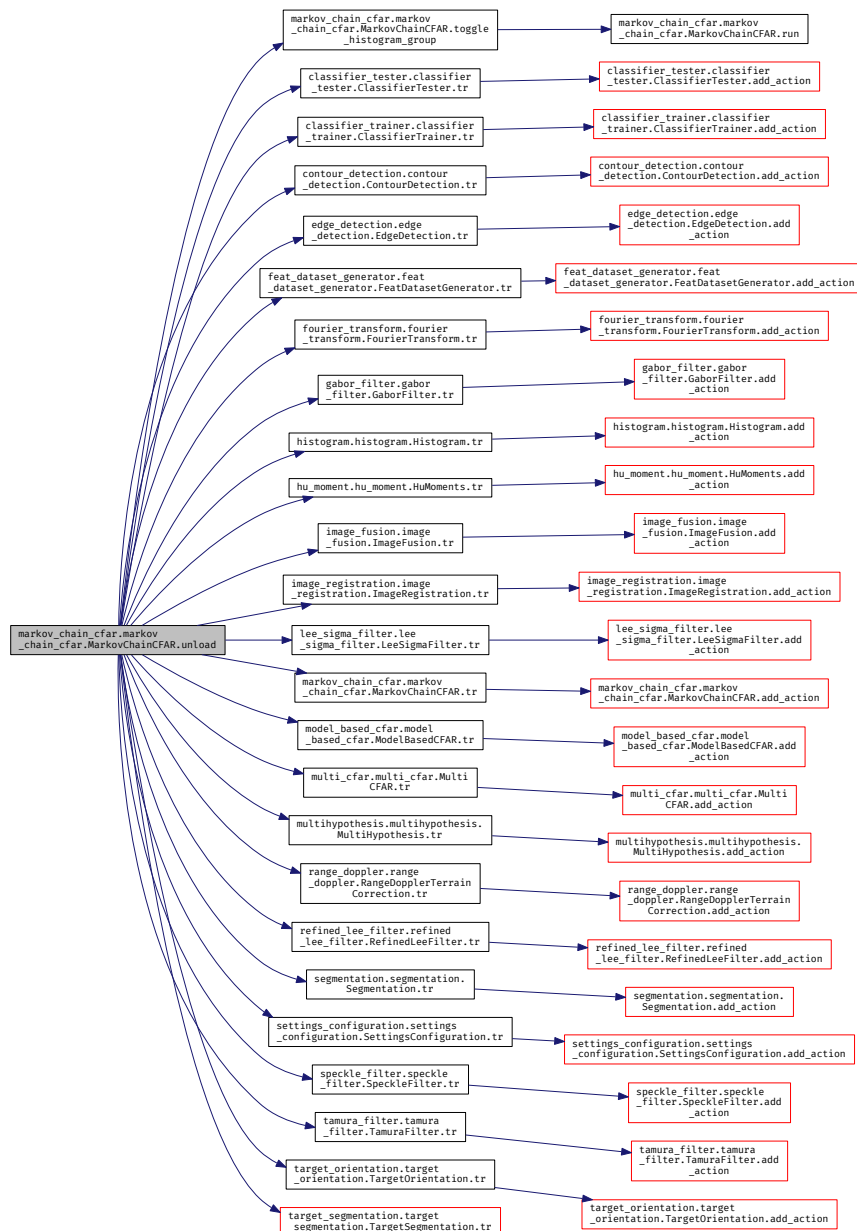 markov_chain_cfar.markov
_chain_cfar.MarkovChainCFAR.toggle
_histogram_group
markov_chain_cfar.markov
_chain_cfar.MarkovChainCFAR.run
classifier_tester.classifier
_tester.ClassifierTester.tr
classifier_tester.classifier
_tester.ClassifierTester.add_action
classifier_trainer.classifier
_trainer.ClassifierTrainer.tr
classifier_trainer.classifier
_trainer.ClassifierTrainer.add_action
contour_detection.contour
_detection.ContourDetection.tr
contour_detection.contour
_detection.ContourDetection.add_action
edge_detection.edge
_detection.EdgeDetection.tr
edge_detection.edge
_detection.EdgeDetection.add
_action
feat_dataset_generator.feat
_dataset_generator.FeatDatasetGenerator.tr
feat_dataset_generator.feat
_dataset_generator.FeatDatasetGenerator.add_action
fourier_transform.fourier
_transform.FourierTransform.tr
fourier_transform.fourier
_transform.FourierTransform.add_action
gabor_filter.gabor
_filter.GaborFilter.tr
gabor_filter.gabor
_filter.GaborFilter.add
_action
histogram.histogram.Histogram.tr
histogram.histogram.Histogram.add
_action
hu_moment.hu_moment.HuMoments.tr
hu_moment.hu_moment.HuMoments.add
_action
image_fusion.image
_fusion.ImageFusion.tr
image_fusion.image
_fusion.ImageFusion.add
_action
image_registration.image
_registration.ImageRegistration.tr
image_registration.image
_registration.ImageRegistration.add_action
markov_chain_cfar.markov
_chain_cfar.MarkovChainCFAR.unload
lee_sigma_filter.lee
_sigma_filter.LeeSigmaFilter.tr
lee_sigma_filter.lee
_sigma_filter.LeeSigmaFilter.add
_action
markov_chain_cfar.markov
_chain_cfar.MarkovChainCFAR.tr
markov_chain_cfar.markov
_chain_cfar.MarkovChainCFAR.add_action
model_based_cfar.model
_based_cfar.ModelBasedCFAR.tr
model_based_cfar.model
_based_cfar.ModelBasedCFAR.add
_action
multi_cfar.multi_cfar.Multi
CFAR.tr
multi_cfar.multi_cfar.Multi
CFAR.add_action
multihypothesis.multihypothesis.
MultiHypothesis.tr
multihypothesis.multihypothesis.
MultiHypothesis.add_action
range_doppler.range
_doppler.RangeDopplerTerrain
Correction.tr
range_doppler.range
_doppler.RangeDopplerTerrain
Correction.add_action
refined_lee_filter.refined
_lee_filter.RefinedLeeFilter.tr
refined_lee_filter.refined
_lee_filter.RefinedLeeFilter.add_action
segmentation.segmentation.
Segmentation.tr
segmentation.segmentation.
Segmentation.add_action
settings_configuration.settings
_configuration.SettingsConfiguration.tr
settings_configuration.settings
_configuration.SettingsConfiguration.add_action
speckle_filter.speckle
_filter.SpeckleFilter.tr
speckle_filter.speckle
_filter.SpeckleFilter.add
_action
tamura_filter.tamura
_filter.TamuraFilter.tr
tamura_filter.tamura
_filter.TamuraFilter.add
_action
target_orientation.target
_orientation.TargetOrientation.tr
target_orientation.target
_orientation.TargetOrientation.add_action
target_segmentation.target
_segmentation.TargetSegmentation.tr